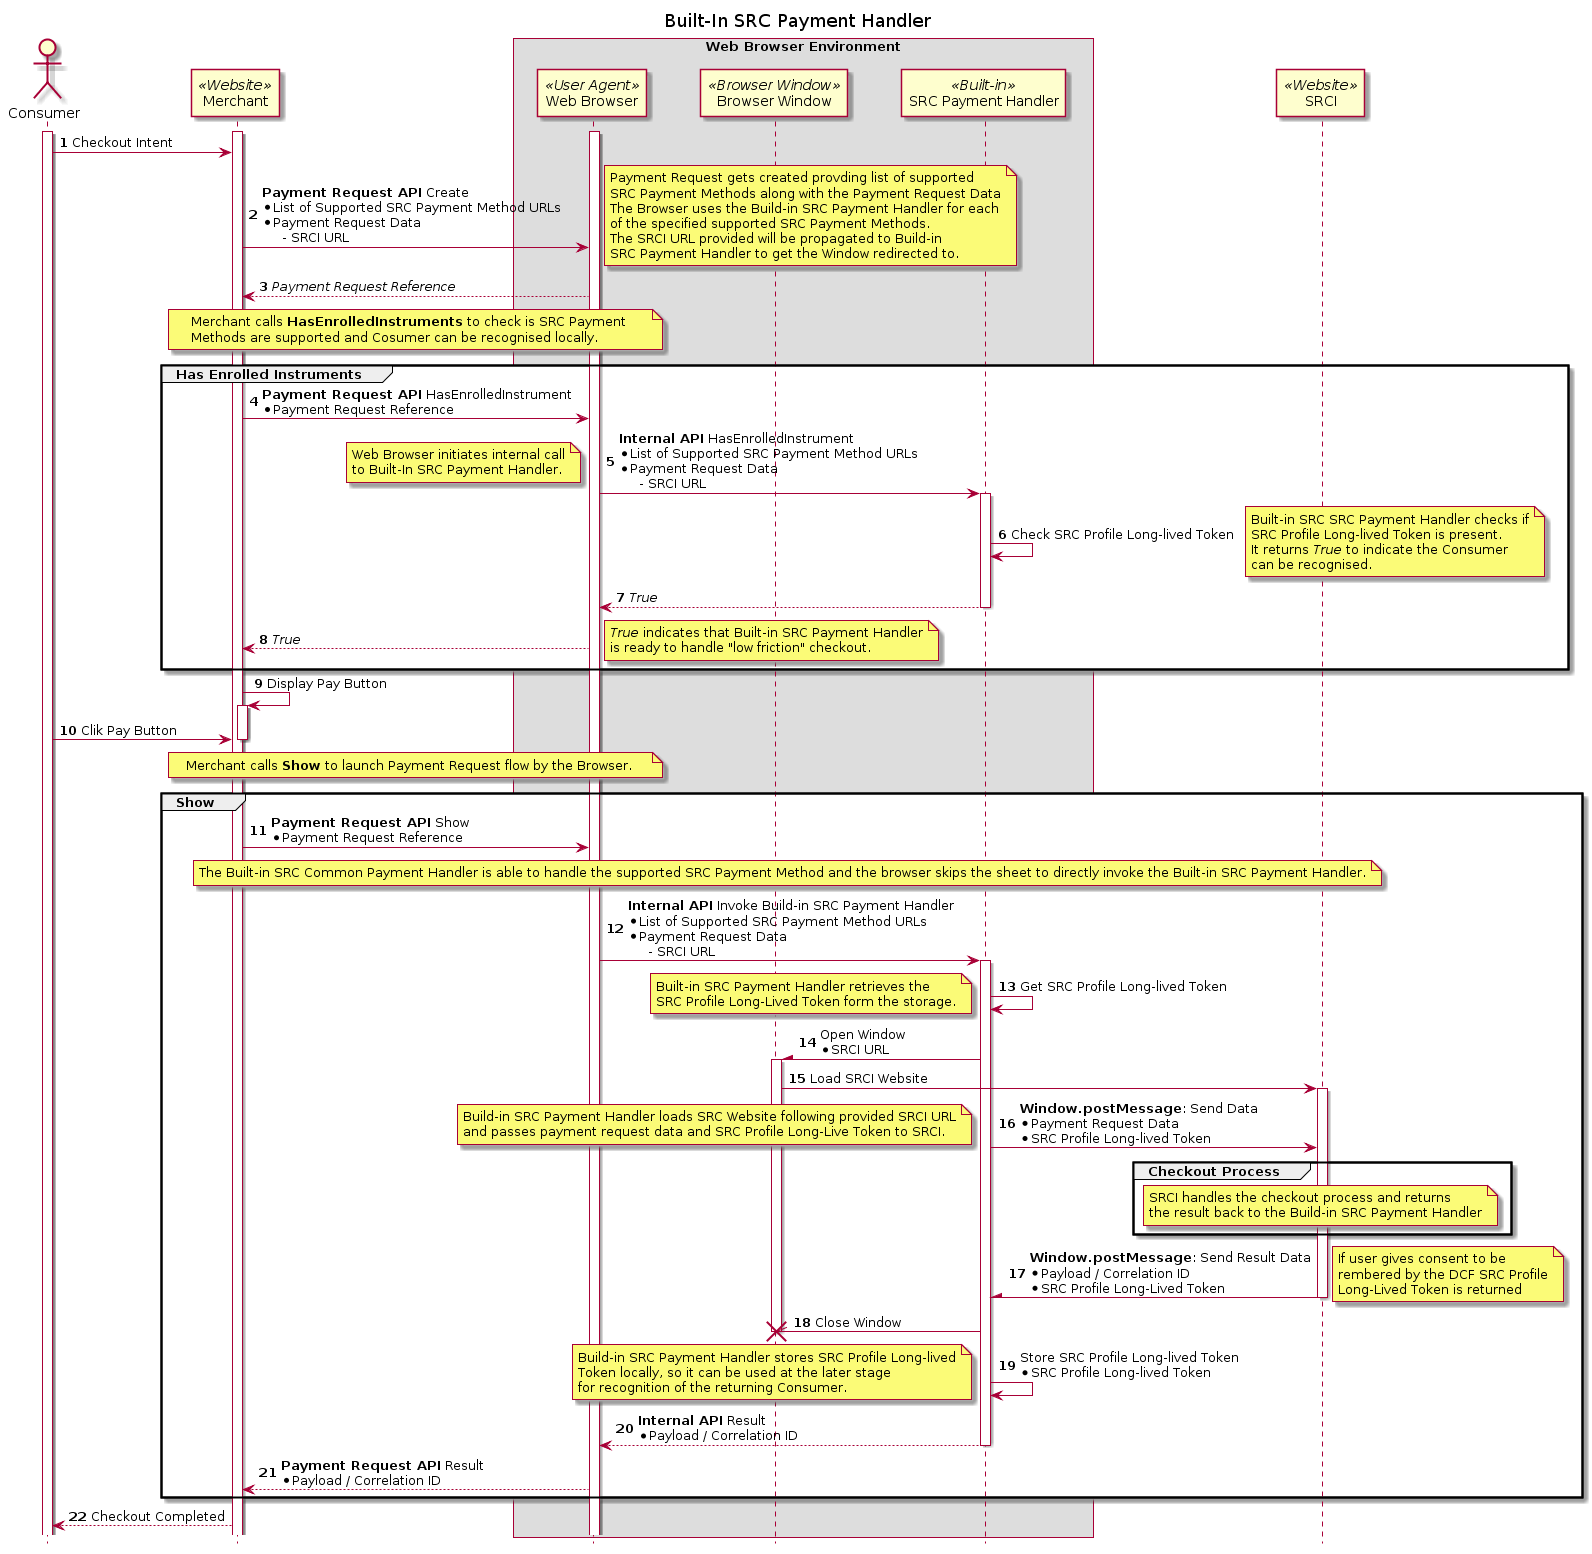 Built-In SRC Payment Handler
Web Browser Environment
Consumer
«Website»
Merchant
«User Agent»
Web Browser
«Browser Window»
Browser Window
«Built-in»
SRC Payment Handler
«Website»
SRCI
1 Checkout Intent
Payment Request API Create
•List of Supported SRC Payment Method URLs
2
•Payment Request Data
- SRCI URL
Payment Request gets created provding list of supported
SRC Payment Methods along with the Payment Request Data
The Browser uses the Build-in SRC Payment Handler for each
of the specified supported SRC Payment Methods.
The SRCI URL provided will be propagated to Build-in
SRC Payment Handler to get the Window redirected to.
3 Payment Request Reference
Merchant calls HasEnrolledInstruments to check is SRC Payment
Methods are supported and Cosumer can be recognised locally.
Has Enrolled Instruments
4 Payment Request API HasEnrolledInstrument
•Payment Request Reference
Web Browser initiates internal call
to Built-In SRC Payment Handler.
Internal API HasEnrolledInstrument
•List of Supported SRC Payment Method URLs
5
•Payment Request Data
- SRCI URL
6 Check SRC Profile Long-lived Token
Built-in SRC SRC Payment Handler checks if
SRC Profile Long-lived Token is present.
It returns True to indicate the Consumer
can be recognised.
7 True
8 True
True indicates that Built-in SRC Payment Handler
is ready to handle "low friction" checkout.
9 Display Pay Button
10 Clik Pay Button
Merchant calls Show to launch Payment Request flow by the Browser.
Show
11 Payment Request API Show
•Payment Request Reference
The Built-in SRC Common Payment Handler is able to handle the supported SRC Payment Method and the browser skips the sheet to directly invoke the Built-in SRC Payment Handler.
Internal API Invoke Build-in SRC Payment Handler
•List of Supported SRC Payment Method URLs
12
•Payment Request Data
- SRCI URL
Built-in SRC Payment Handler retrieves the
SRC Profile Long-Lived Token form the storage.
13 Get SRC Profile Long-lived Token
14 Open Window
•SRCI URL
15 Load SRCI Website
Build-in SRC Payment Handler loads SRC Website following provided SRCI URL
and passes payment request data and SRC Profile Long-Live Token to SRCI.
Window.postMessage: Send Data
16 •Payment Request Data
•SRC Profile Long-lived Token
Checkout Process
SRCI handles the checkout process and returns
the result back to the Build-in SRC Payment Handler
Window.postMessage: Send Result Data
17 •Payload / Correlation ID
•SRC Profile Long-Lived Token
If user gives consent to be
rembered by the DCF SRC Profile
Long-Lived Token is returned
18 Close Window
Build-in SRC Payment Handler stores SRC Profile Long-lived
Token locally, so it can be used at the later stage
for recognition of the returning Consumer.
19 Store SRC Profile Long-lived Token
•SRC Profile Long-lived Token
20 Internal API Result
•Payload / Correlation ID
21 Payment Request API Result
•Payload / Correlation ID
22 Checkout Completed